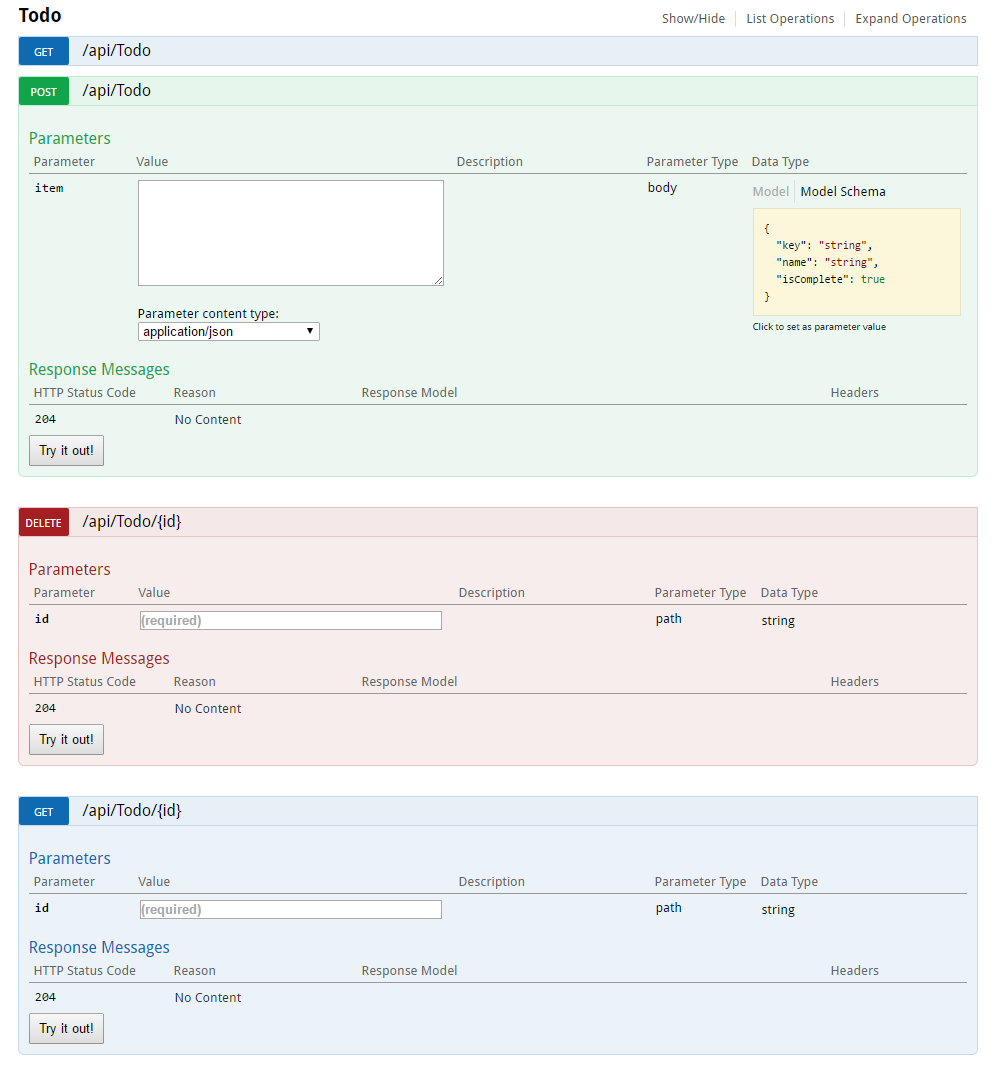 Todo
Show/Hide List Operations Expand Operations
GET /api/Todo
POST /api/Todo
Parameters
Parameter Value Description Parameter Type Data Type
item body Model Model Schema
{
"key": "string",
"name": "string",
"isComplete": true
}
Parameter content type:
application/json
Click to set as parameter value
Response Messages
HTTP Status Code Reason Response Model Headers
204 No Content
Try it out!
DELETE /api/Todo/{id}
Parameters
Parameter Value Description Parameter Type Data Type
id (required) path string
Response Messages
HTTP Status Code Reason Response Model Headers
204 No Content
Try it out!
GET /api/Todo/{id}
Parameters
Parameter Value Description Parameter Type Data Type
id (required) path string
Response Messages
HTTP Status Code Reason Response Model Headers
204 No Content
Try it out!